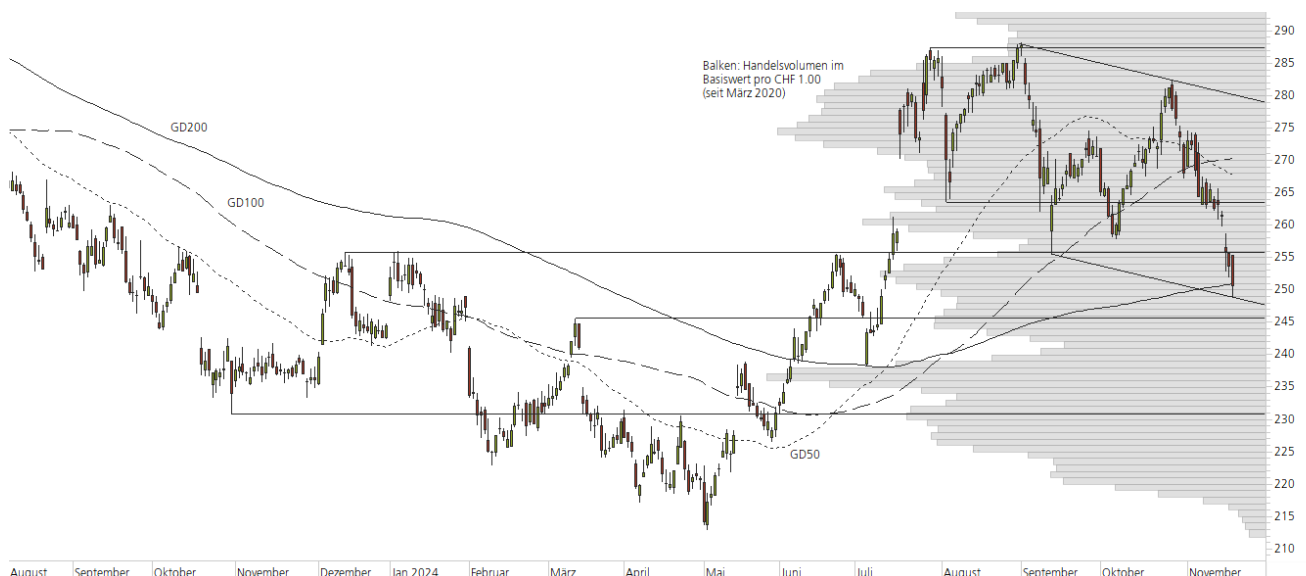 290
Balken: Handelsvolumen im
Basiswert pro CHF 1.00
(seit März 2020)
285
280
GD200
275
270
GD100
265
260
255
250
245
240
235
230
GD50
225
220
215
210
August September Oktober November Dezember Jan 2024 Februar März April Mai Juni Juli August September Oktober November